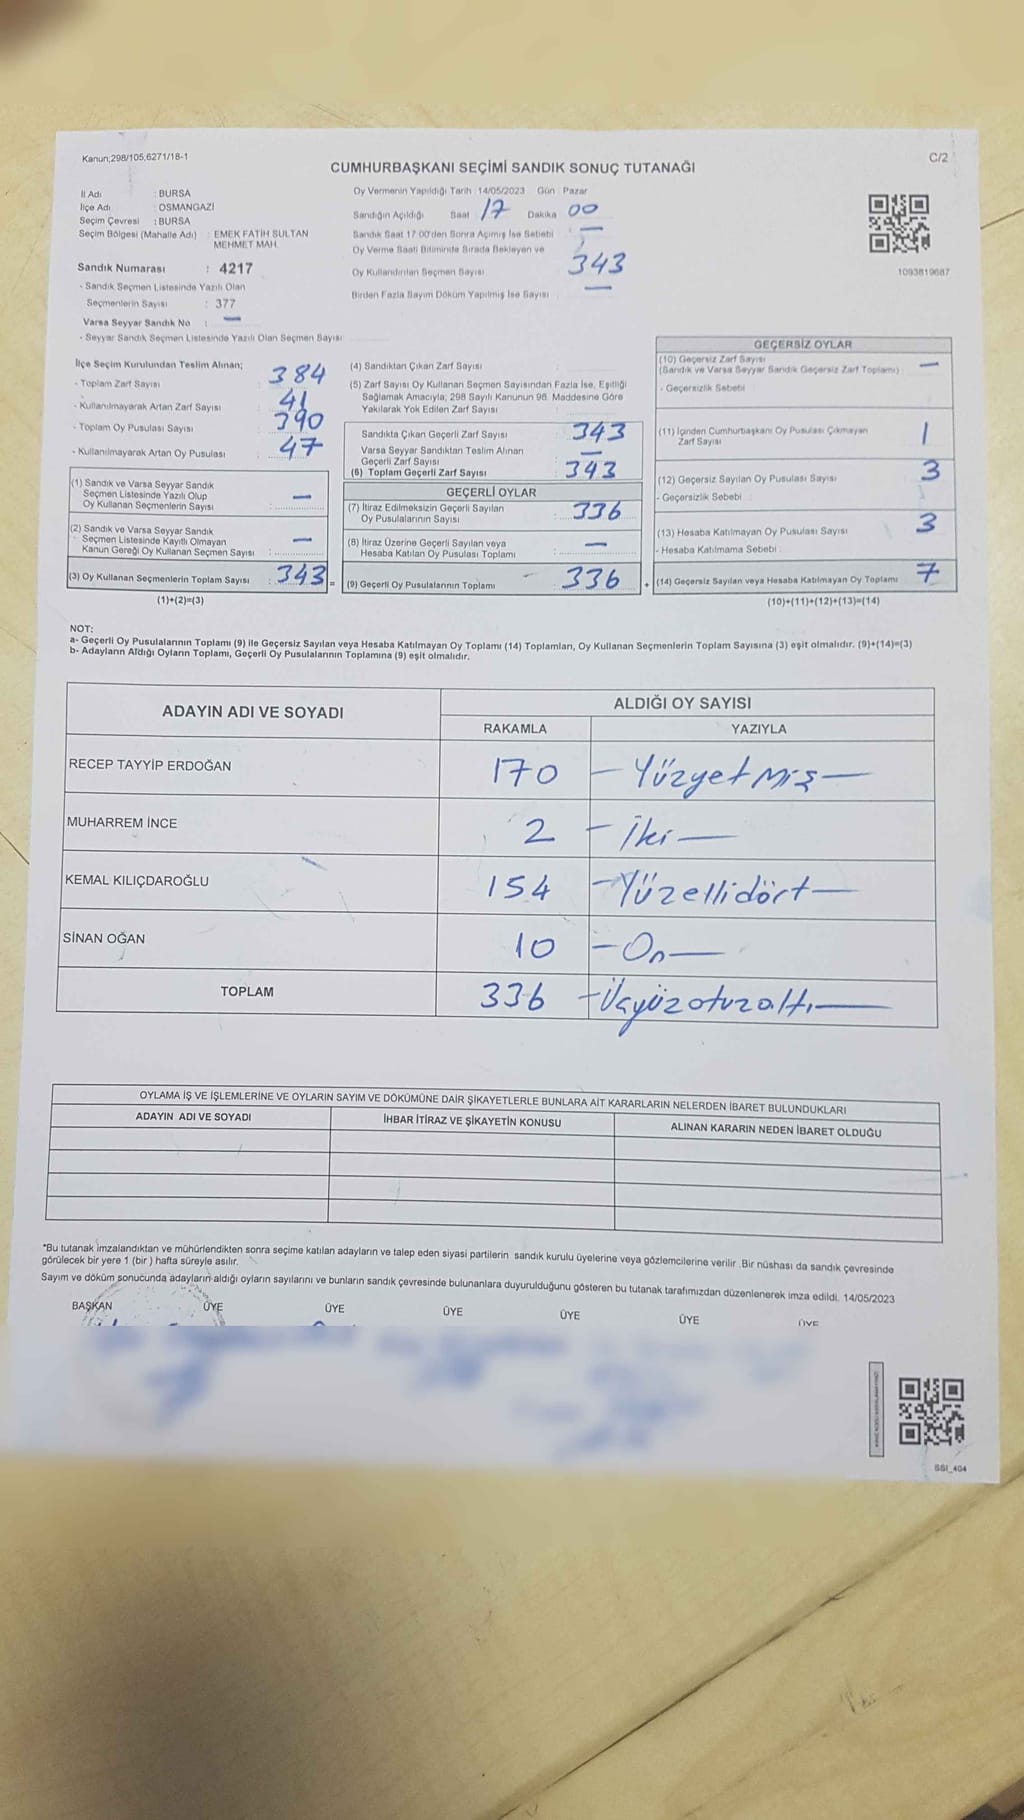 Kanun;298/105,6271/18-1
C/2
CUMHURBAŞKANI SEÇİMİ SANDIK SONUÇ TUTANAĞI
İl Adı : BURSA
İlçe Adı : OSMANGAZİ
Seçim Çevresi : BURSA
Seçim Bölgesi (Mahalle Adı) : EMEK FATİH SULTAN
MEHMET MAH.
Sandık Numarası : 4217
- Sandık Seçmen Listesinde Yazılı Olan
Seçmenlerin Sayısı : 377
Varsa Seyyar Sandık No : —
- Seyyar Sandık Seçmen Listesinde Yazılı Olan Seçmen Sayısı
Oy Vermenin Yapıldığı Tarih : 14/05/2023 Gün : Pazar
Sandığın Açıldığı Saat 17 Dakika 00
Sandık Saat 17:00'den Sonra Açımış İse Sebebi : —
Oy Verme Saati Bitiminde Sırada Bekleyen ve
Oy Kullandırılan Seçmen Sayısı 343
Birden Fazla Sayım Döküm Yapılmış İse Sayısı —
1093819687
İlçe Seçim Kurulundan Teslim Alınan;
- Toplam Zarf Sayısı : 384
- Kullanılmayarak Artan Zarf Sayısı : 41
- Toplam Oy Pusulası Sayısı : 390
- Kullanılmayarak Artan Oy Pusulası : 47
(1) Sandık ve Varsa Seyyar Sandık
Seçmen Listesinde Yazılı Olup
Oy Kullanan Seçmenlerin Sayısı : —
(2) Sandık ve Varsa Seyyar Sandık
Seçmen Listesinde Kayıtlı Olmayan
Kanun Gereği Oy Kullanan Seçmen Sayısı : —
(3) Oy Kullanan Seçmenlerin Toplam Sayısı : 343 =
(1)+(2)=(3)
(4) Sandıktan Çıkan Zarf Sayısı :
(5) Zarf Sayısı Oy Kullanan Seçmen Sayısından Fazla İse, Eşitliği
Sağlamak Amacıyla; 298 Sayılı Kanunun 98. Maddesine Göre
Yakılarak Yok Edilen Zarf Sayısı :
Sandıkta Çıkan Geçerli Zarf Sayısı : 343
Varsa Seyyar Sandıktan Teslim Alınan
Geçerli Zarf Sayısı : —
(6) Toplam Geçerli Zarf Sayısı : 343
GEÇERLİ OYLAR
(7) İtiraz Edilmeksizin Geçerli Sayılan
Oy Pusulalarının Sayısı : 336
(8) İtiraz Üzerine Geçerli Sayılan veya
Hesaba Katılan Oy Pusulası Toplamı : —
(9) Geçerli Oy Pusulalarının Toplamı : 336 +
GEÇERSİZ OYLAR
(10) Geçersiz Zarf Sayısı
(Sandık ve Varsa Seyyar Sandık Geçersiz Zarf Toplamı) : —
- Geçersizlik Sebebi :
(11) İçinden Cumhurbaşkanı Oy Pusulası Çıkmayan
Zarf Sayısı : 1
(12) Geçersiz Sayılan Oy Pusulası Sayısı : 3
- Geçersizlik Sebebi :
(13) Hesaba Katılmayan Oy Pusulası Sayısı : 3
- Hesaba Katılmama Sebebi :
(14) Geçersiz Sayılan veya Hesaba Katılmayan Oy Toplamı : 7
(10)+(11)+(12)+(13)=(14)
NOT:
a- Geçerli Oy Pusulalarının Toplamı (9) ile Geçersiz Sayılan veya Hesaba Katılmayan Oy Toplamı (14) Toplamları, Oy Kullanan Seçmenlerin Toplam Sayısına (3) eşit olmalıdır. (9)+(14)=(3)
b- Adayların Aldığı Oyların Toplamı, Geçerli Oy Pusulalarının Toplamına (9) eşit olmalıdır.
ADAYIN ADI VE SOYADI ALDIĞI OY SAYISI
RAKAMLA YAZIYLA
RECEP TAYYİP ERDOĞAN 170 — Yüzyetmiş —
MUHARREM İNCE 2 — İki —
KEMAL KILIÇDAROĞLU 154 — Yüzellidört —
SİNAN OĞAN 10 — On —
TOPLAM 336 — Üçyüzotuzaltı —
OYLAMA İŞ VE İŞLEMLERİNE VE OYLARIN SAYIM VE DÖKÜMÜNE DAİR ŞİKAYETLERLE BUNLARA AİT KARARLARIN NELERDEN İBARET BULUNDUKLARI
ADAYIN ADI VE SOYADI İHBAR İTİRAZ VE ŞİKAYETİN KONUSU ALINAN KARARIN NEDEN İBARET OLDUĞU
*Bu tutanak imzalandıktan ve mühürlendikten sonra seçime katılan adayların ve talep eden siyasi partilerin sandık kurulu üyelerine veya gözlemcilerine verilir .Bir nüshası da sandık çevresinde
görülecek bir yere 1 (bir ) hafta süreyle asılır.
Sayım ve döküm sonucunda adayların aldığı oyların sayılarını ve bunların sandık çevresinde bulunanlara duyurulduğunu gösteren bu tutanak tarafımızdan düzenlenerek imza edildi. 14/05/2023
BAŞKAN ÜYE ÜYE ÜYE ÜYE ÜYE ÜYE
SSI_404